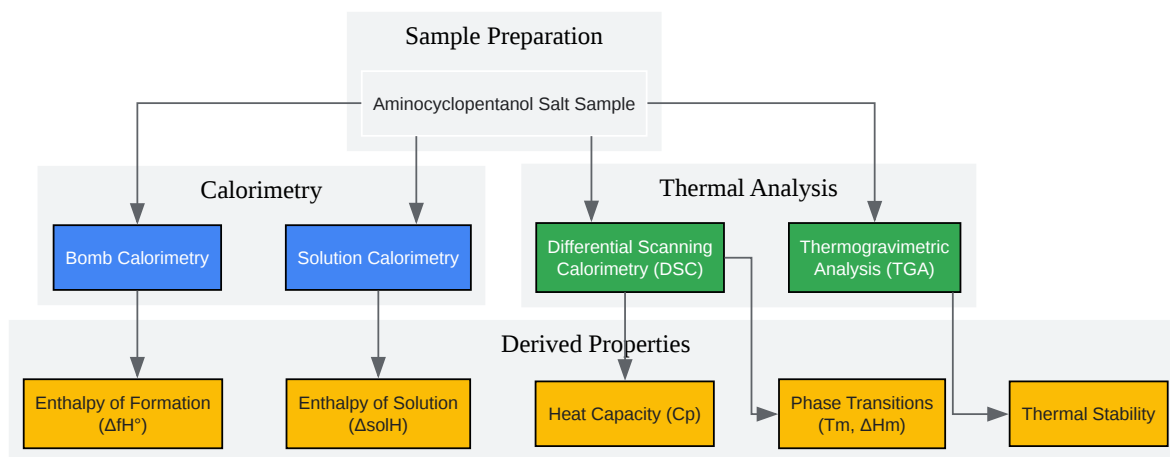 Sample Preparation
Aminocyclopentanol Salt Sample
Calorimetry
Thermal Analysis
Bomb Calorimetry
Solution Calorimetry
Differential Scanning
Calorimetry (DSC)
Thermogravimetric
Analysis (TGA)
Derived Properties
Enthalpy of Formation
(ΔfH°)
Enthalpy of Solution
(ΔsolH)
Heat Capacity (Cp)
Phase Transitions
(Tm, ΔHm)
Thermal Stability